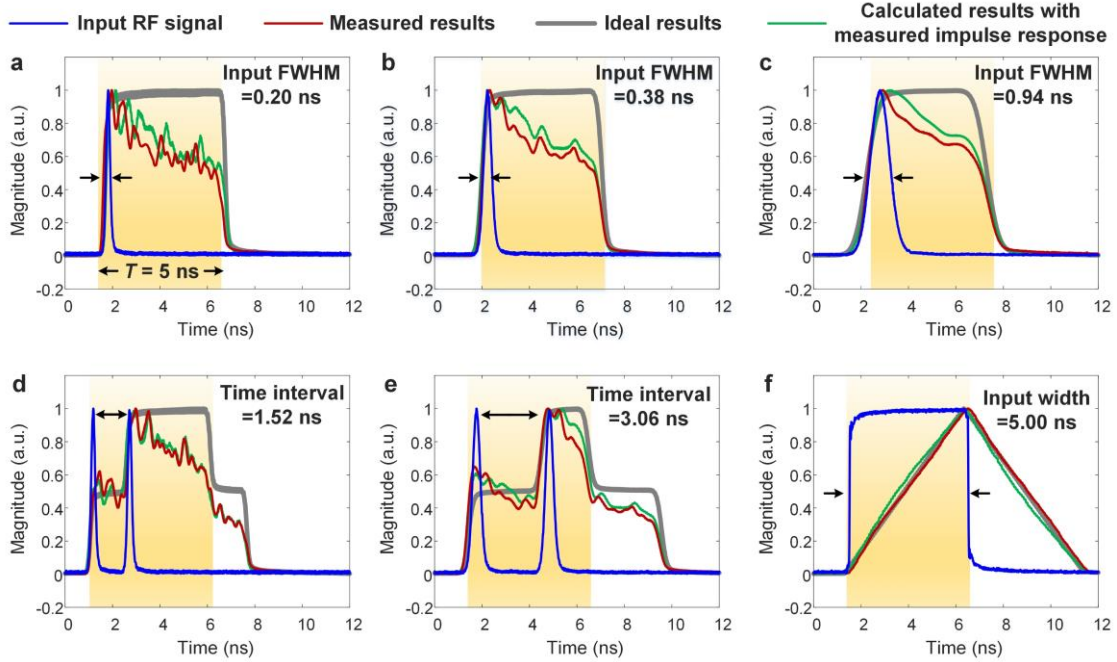 Input RF signal Measured results Ideal results Calculated results with
measured impulse response
a
Input FWHM
=0.20 ns
Magnitude (a.u.)
1
0.8
0.6
0.4
0.2
0
-0.2
T = 5 ns
0 2 4 6 8 10 12
Time (ns)
b
Input FWHM
=0.38 ns
Magnitude (a.u.)
1
0.8
0.6
0.4
0.2
0
-0.2
0 2 4 6 8 10 12
Time (ns)
c
Input FWHM
=0.94 ns
Magnitude (a.u.)
1
0.8
0.6
0.4
0.2
0
-0.2
0 2 4 6 8 10 12
Time (ns)
d
Time interval
=1.52 ns
Magnitude (a.u.)
1
0.8
0.6
0.4
0.2
0
-0.2
0 2 4 6 8 10 12
Time (ns)
e
Time interval
=3.06 ns
Magnitude (a.u.)
1
0.8
0.6
0.4
0.2
0
-0.2
0 2 4 6 8 10 12
Time (ns)
f
Input width
=5.00 ns
Magnitude (a.u.)
1
0.8
0.6
0.4
0.2
0
-0.2
0 2 4 6 8 10 12
Time (ns)